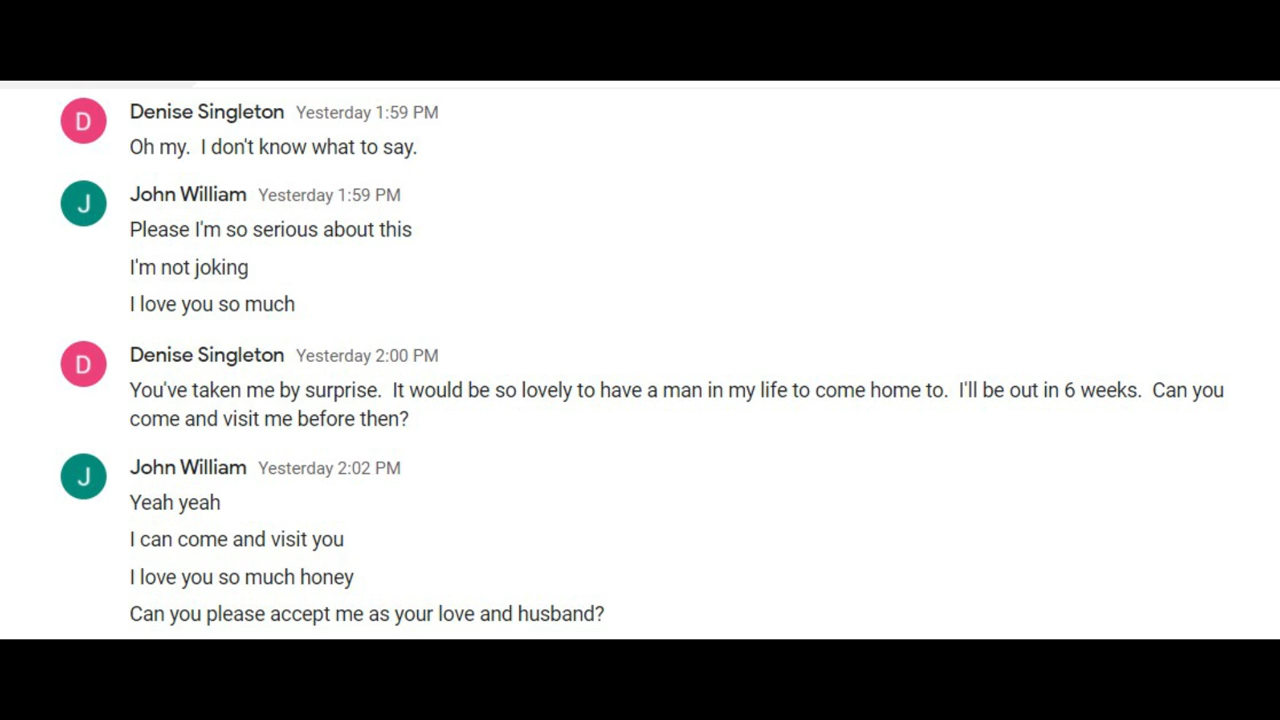 D Denise Singleton Yesterday 1:59 PM
Oh my.  I don't know what to say.
J John William Yesterday 1:59 PM
Please I'm so serious about this
I'm not joking
I love you so much
D Denise Singleton Yesterday 2:00 PM
You've taken me by surprise.  It would be so lovely to have a man in my life to come home to.  I'll be out in 6 weeks.  Can you
come and visit me before then?
J John William Yesterday 2:02 PM
Yeah yeah
I can come and visit you
I love you so much honey
Can you please accept me as your love and husband?